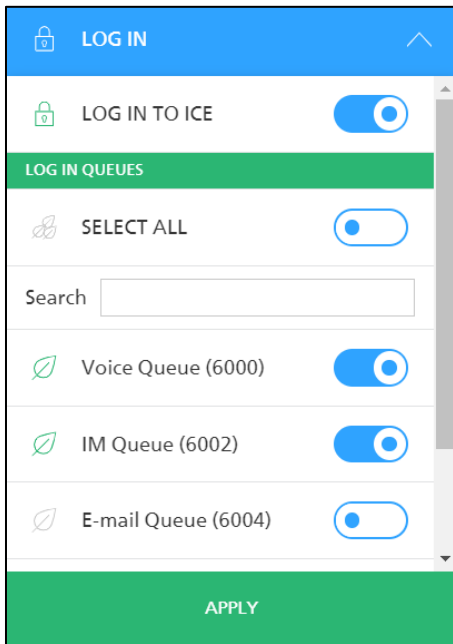 LOG IN
LOG IN TO ICE
LOG IN QUEUES
SELECT ALL
Search
Voice Queue (6000)
IM Queue (6002)
E-mail Queue (6004)
APPLY